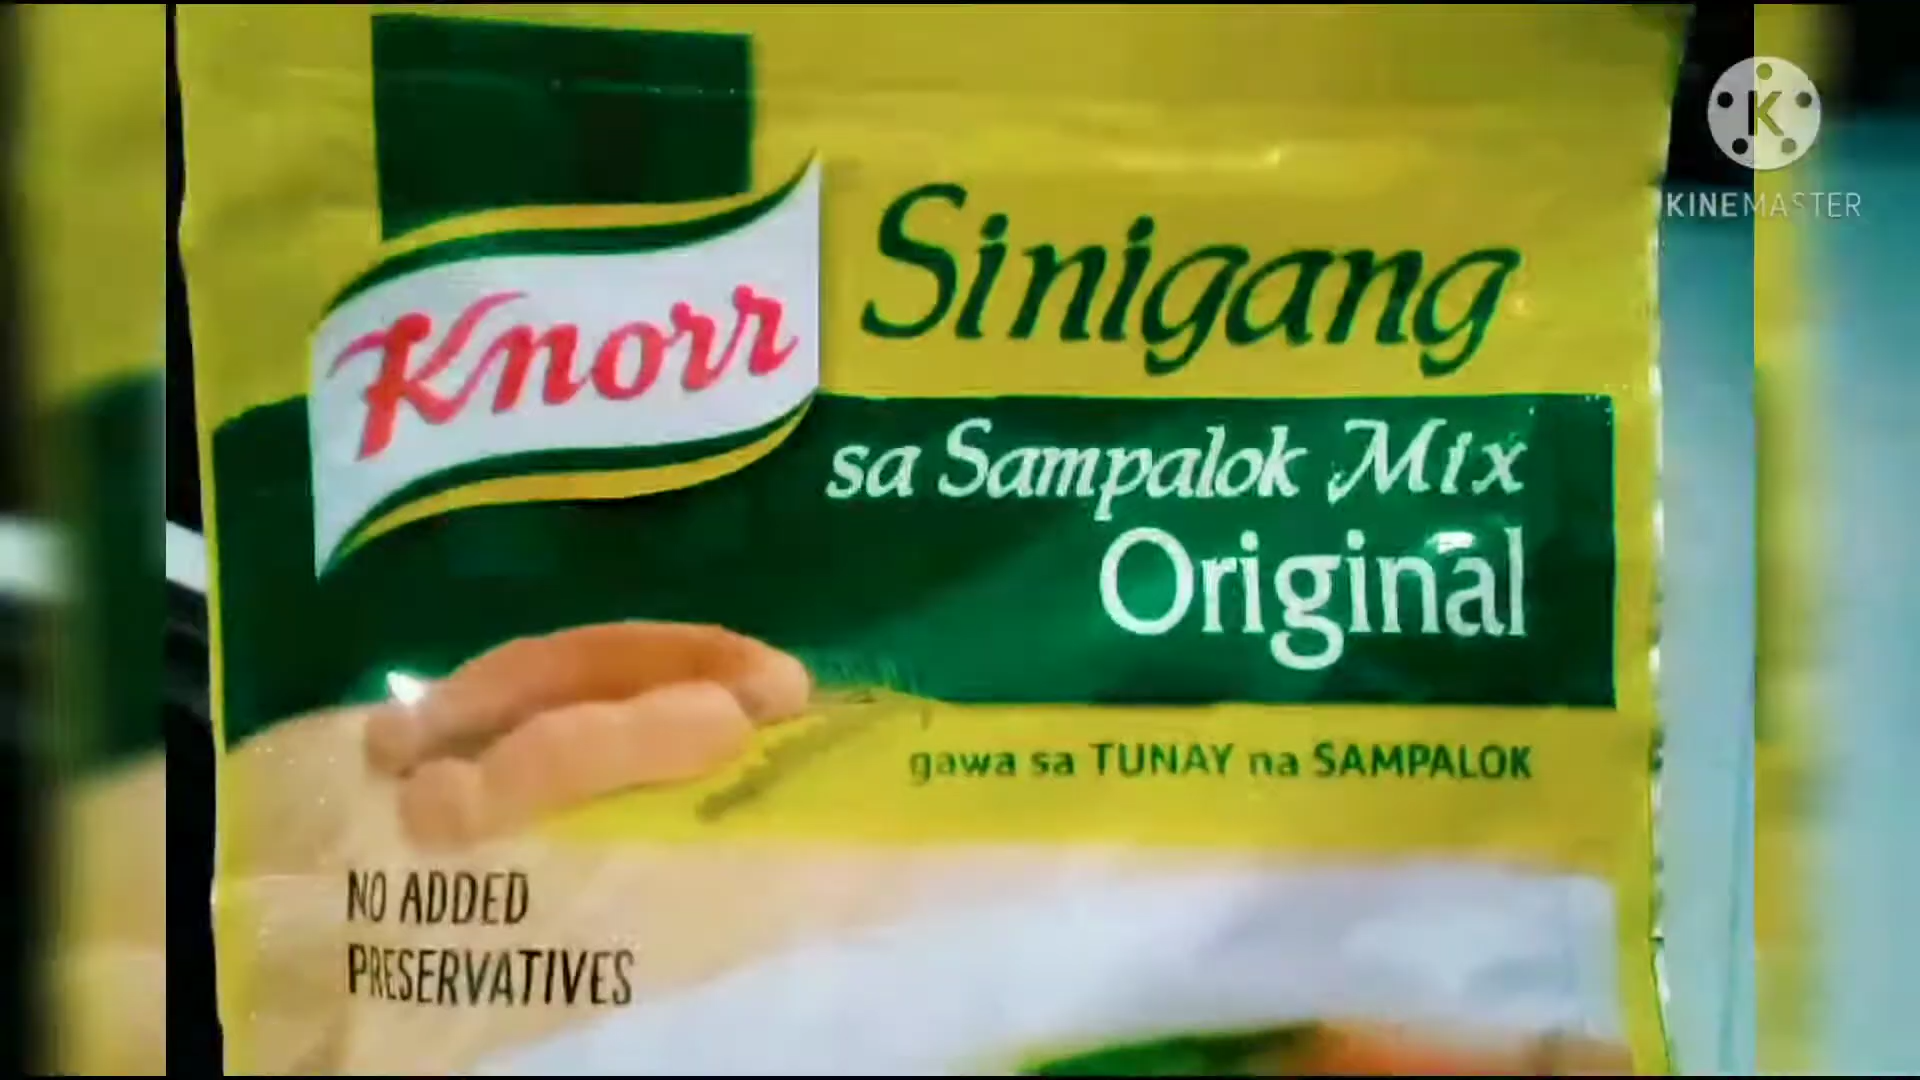 Knorr
Sinigang
sa Sampalok Mix
Original
gawa sa TUNAY na SAMPALOK
NO ADDED
PRESERVATIVES
K
KINEMASTER